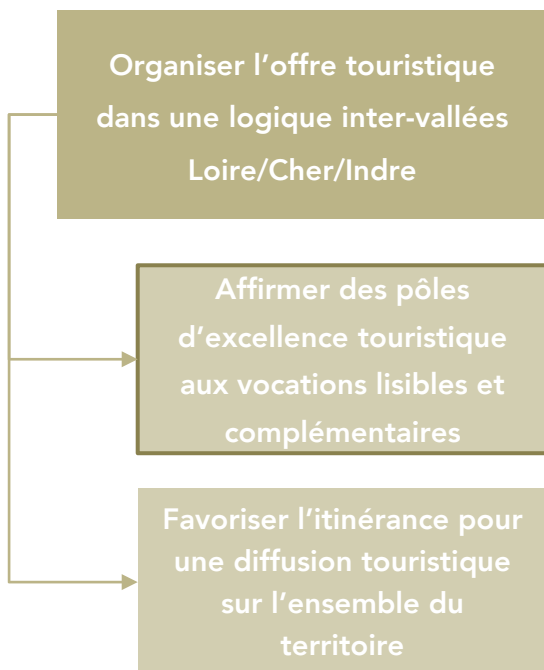 Organiser l’offre touristique
dans une logique inter-vallées
Loire/Cher/Indre
Affirmer des pôles
d’excellence touristique
aux vocations lisibles et
complémentaires
Favoriser l’itinérance pour
une diffusion touristique
sur l’ensemble du
territoire